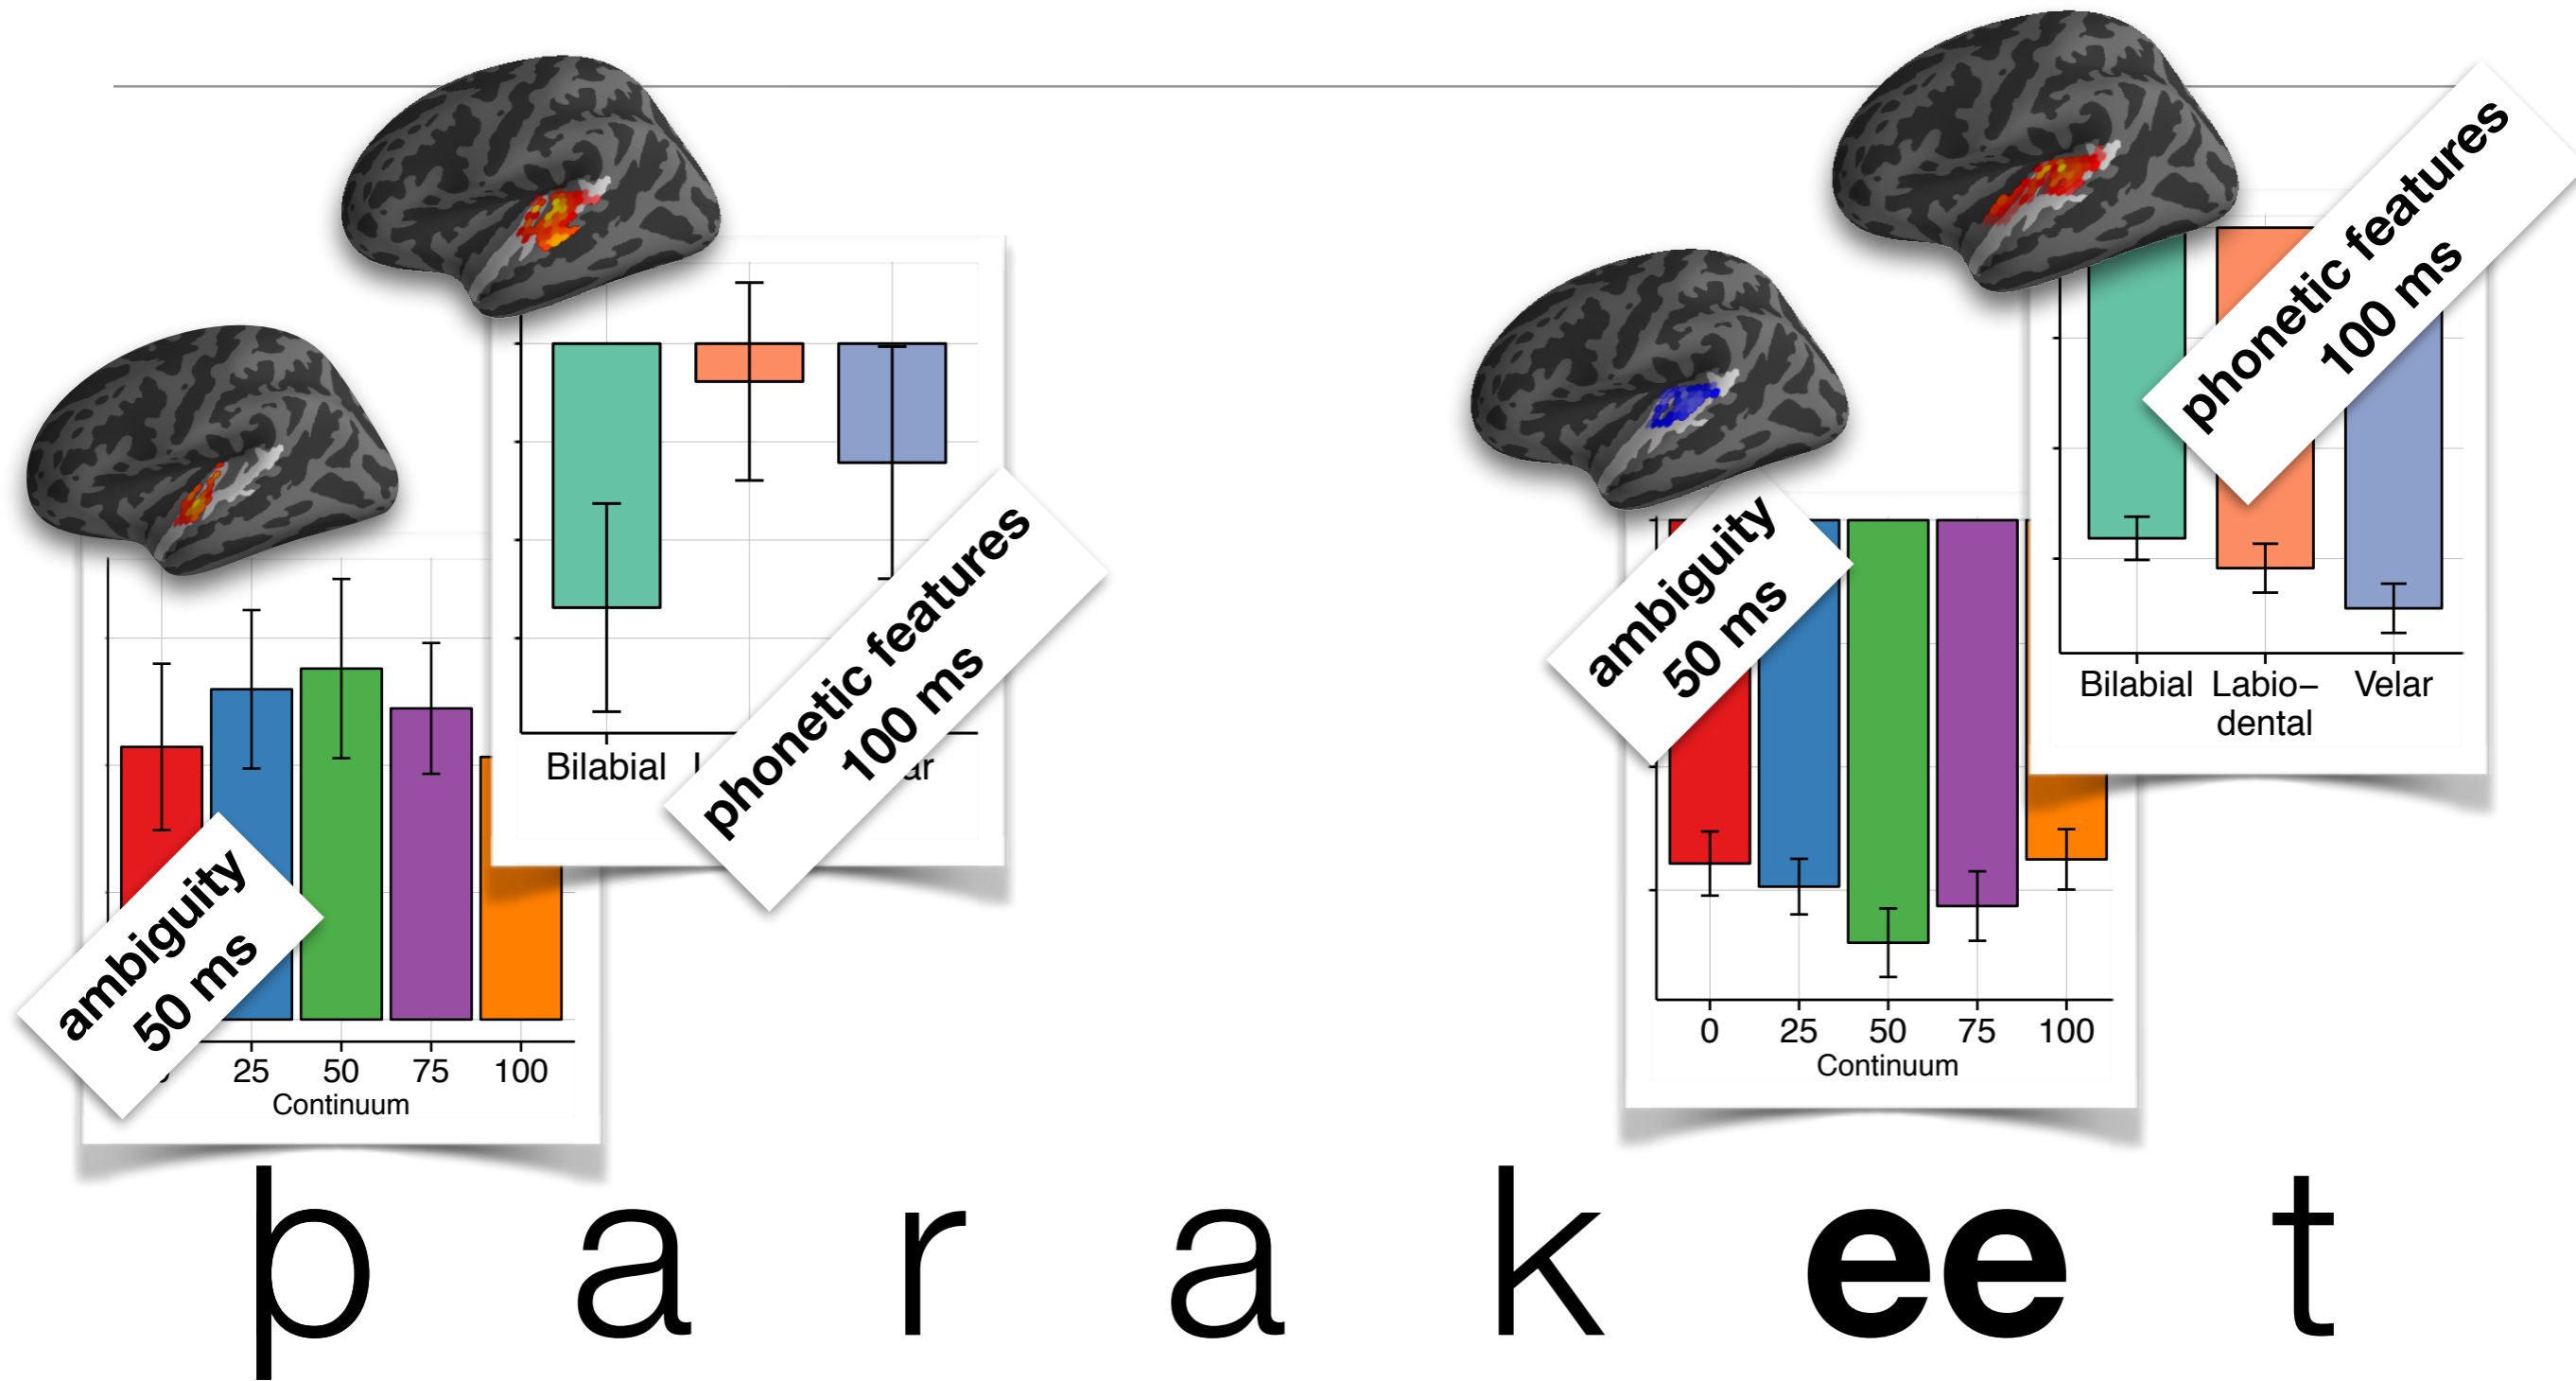 phonetic features
100 ms
ambiguity
50 ms
Bilabial
25 50 75 100
Continuum
phonetic features
100 ms
ambiguity
50 ms
Bilabial Labio–
dental
Velar
0 25 50 75 100
Continuum
p a r a k ee t